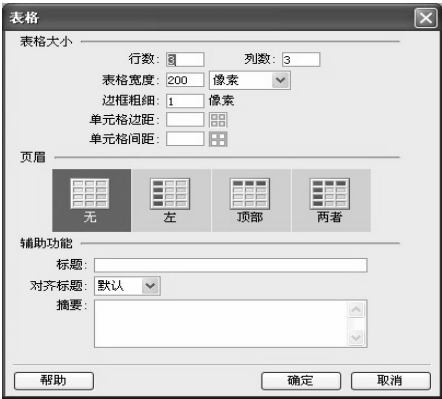 表格
表格大小
行数: 3 列数: 3
表格宽度: 200 像素
边框粗细: 1 像素
单元格边距:
单元格间距:
页眉
无 左 顶部 两者
辅助功能
标题:
对齐标题: 默认
摘要:
帮助 确定 取消